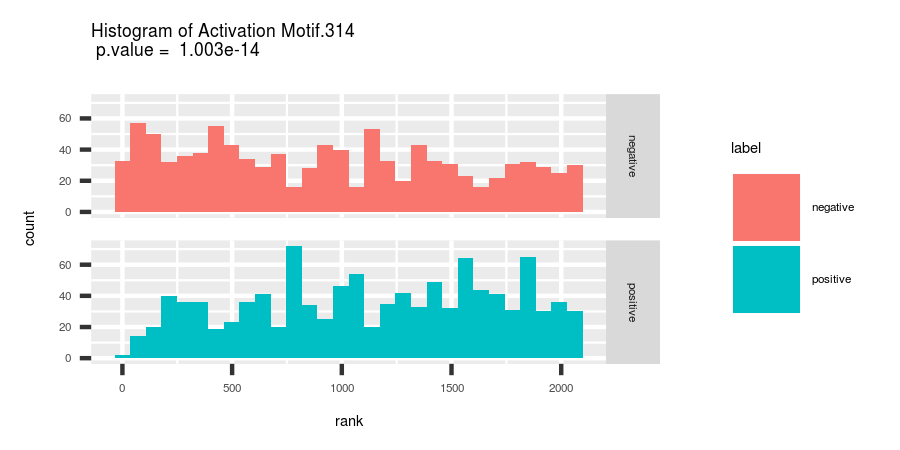 Histogram of Activation Motif.314
p.value = 1.003e-14
60
40
20
0
negative
60
40
20
0
positive
0 500 1000 1500 2000
rank
count
label
negative
positive